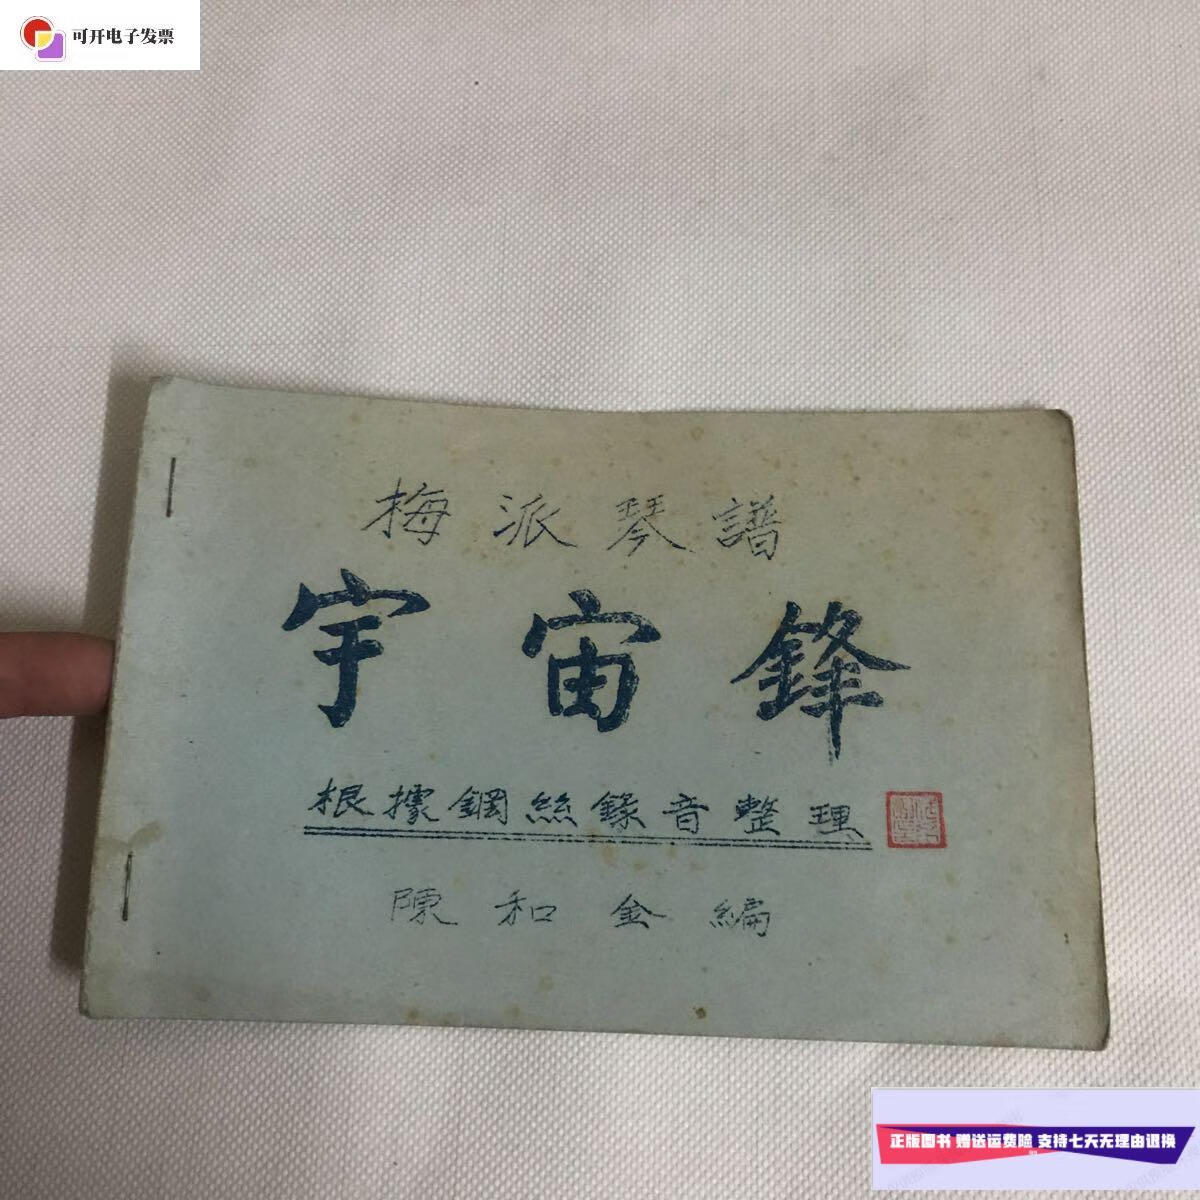 可开电子发票
梅派琴譜
宇宙鋒
根據鋼絲錄音整理
陳和金編
正版图书 赠送运费险 支持七天无理由退换